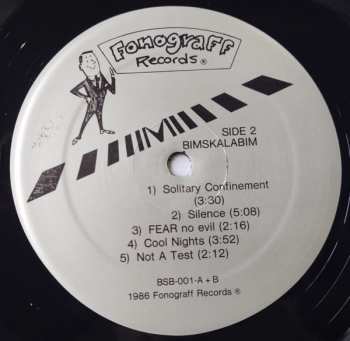 Fonograff
Records®
SIDE 2
BIMSKALABIM
1) Solitary Confinement
(3:30)
2) Silence (5:08)
3) FEAR no evil (2:16)
4) Cool Nights (3:52)
5) Not A Test (2:12)
BSB-001-A + B
1986 Fonograff Records ®